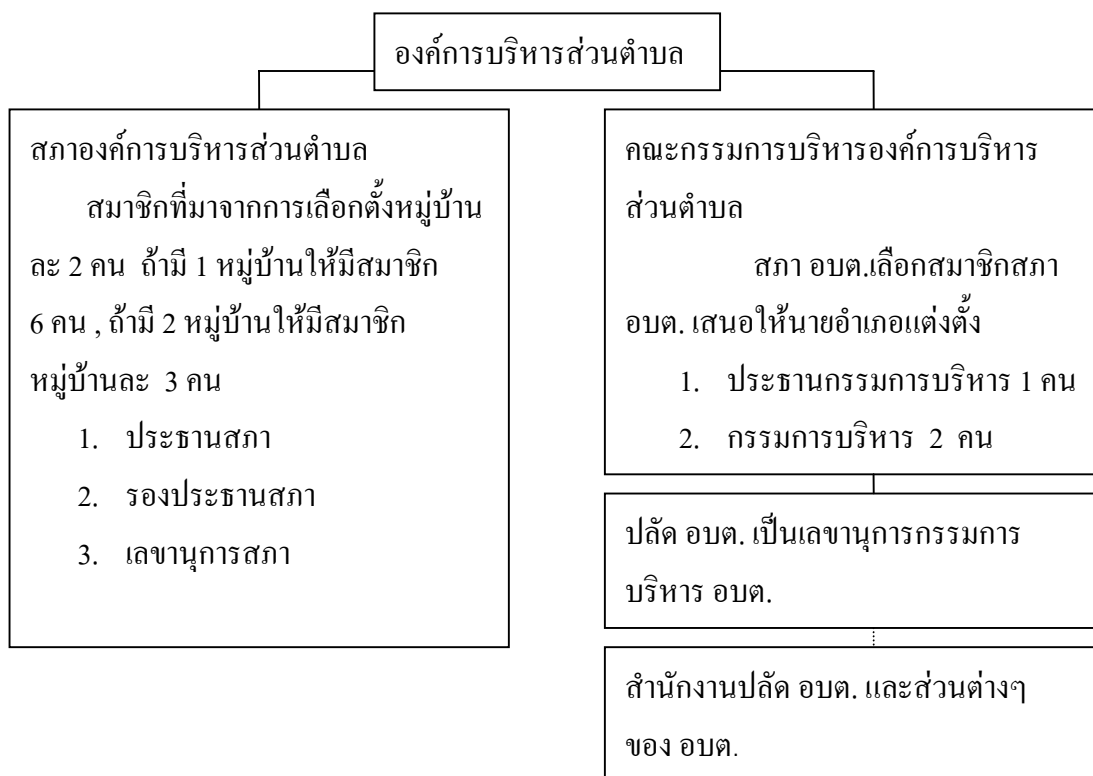 องค์การบริหารส่วนตำบล
สภาองค์การบริหารส่วนตำบล
สมาชิกที่มาจากการเลือกตั้งหมู่บ้าน
ละ 2 คน ถ้ามี 1 หมู่บ้านให้มีสมาชิก
6 คน , ถ้ามี 2 หมู่บ้านให้มีสมาชิก
หมู่บ้านละ 3 คน
1. ประธานสภา
2. รองประธานสภา
3. เลขานุการสภา
คณะกรรมการบริหารองค์การบริหาร
ส่วนตำบล
สภา อบต.เลือกสมาชิกสภา
อบต. เสนอให้นายอำเภอแต่งตั้ง
1. ประธานกรรมการบริหาร 1 คน
2. กรรมการบริหาร 2 คน
ปลัด อบต. เป็นเลขานุการกรรมการ
บริหาร อบต.
สำนักงานปลัด อบต. และส่วนต่างๆ
ของ อบต.